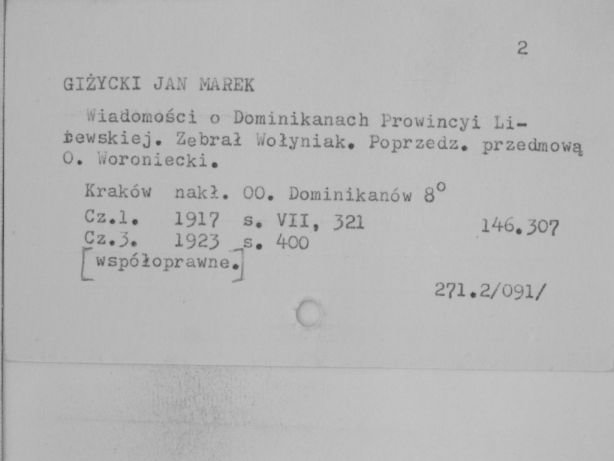 2
GIŻYCKI JAN MAREK
Wiadomości o Dominikanach Prowincyi Li-
tewskiej. Zebrał Wołyniak. Poprzedz. przedmową
O. Woroniecki.
Kraków nakł. OO. Dominikanów 8°
Cz.1. 1917 s. VII, 321 146.307
Cz.3. 1923 s. 400
[współoprawne.]
271.2/091/